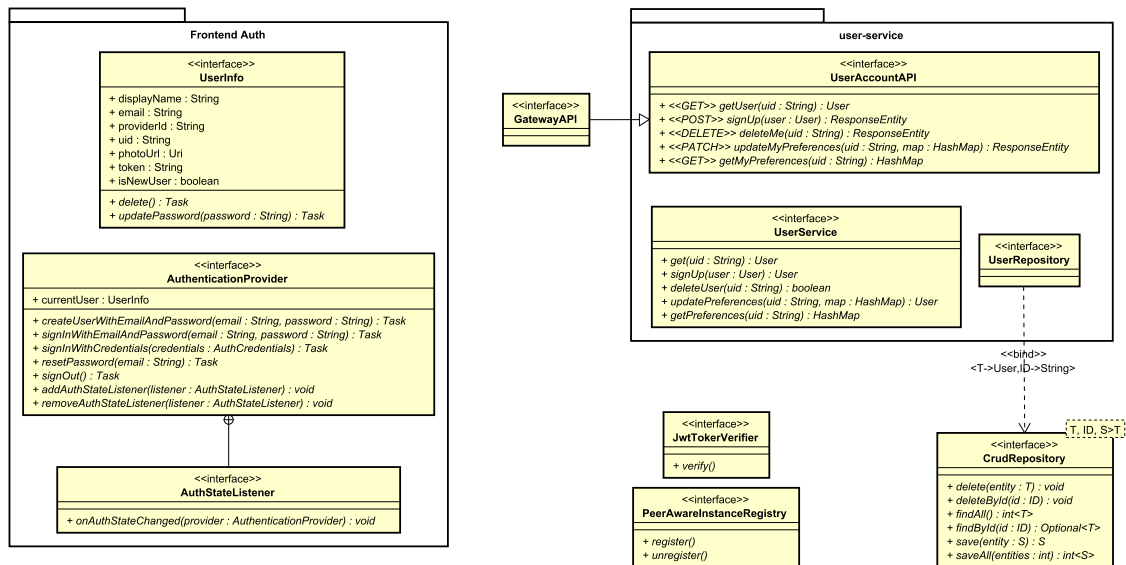 Frontend Auth
<<interface>>
UserInfo
+ displayName : String
+ email : String
+ providerId : String
+ uid : String
+ photoUrl : Uri
+ token : String
+ isNewUser : boolean
+ delete() : Task
+ updatePassword(password : String) : Task
<<interface>>
AuthenticationProvider
+ currentUser : UserInfo
+ createUserWithEmailAndPassword(email : String, password : String) : Task
+ signInWithEmailAndPassword(email : String, password : String) : Task
+ signInWithCredentials(credentials : AuthCredentials) : Task
+ resetPassword(email : String) : Task
+ signOut() : Task
+ addAuthStateListener(listener : AuthStateListener) : void
+ removeAuthStateListener(listener : AuthStateListener) : void
<<interface>>
AuthStateListener
+ onAuthStateChanged(provider : AuthenticationProvider) : void
<<interface>>
GatewayAPI
user-service
<<interface>>
UserAccountAPI
+ <<GET>> getUser(uid : String) : User
+ <<POST>> signUp(user : User) : ResponseEntity
+ <<DELETE>> deleteMe(uid : String) : ResponseEntity
+ <<PATCH>> updateMyPreferences(uid : String, map : HashMap) : ResponseEntity
+ <<GET>> getMyPreferences(uid : String) : HashMap
<<interface>>
UserService
+ get(uid : String) : User
+ signUp(user : User) : User
+ deleteUser(uid : String) : boolean
+ updatePreferences(uid : String, map : HashMap) : User
+ getPreferences(uid : String) : HashMap
<<interface>>
UserRepository
<<bind>>
<T->User,ID->String>
<<interface>>
JwtTokerVerifier
+ verify()
<<interface>>
PeerAwareInstanceRegistry
+ register()
+ unregister()
T, ID, S>T
<<interface>>
CrudRepository
+ delete(entity : T) : void
+ deleteById(id : ID) : void
+ findAll() : int<T>
+ findById(id : ID) : Optional<T>
+ save(entity : S) : S
+ saveAll(entities : int) : int<S>